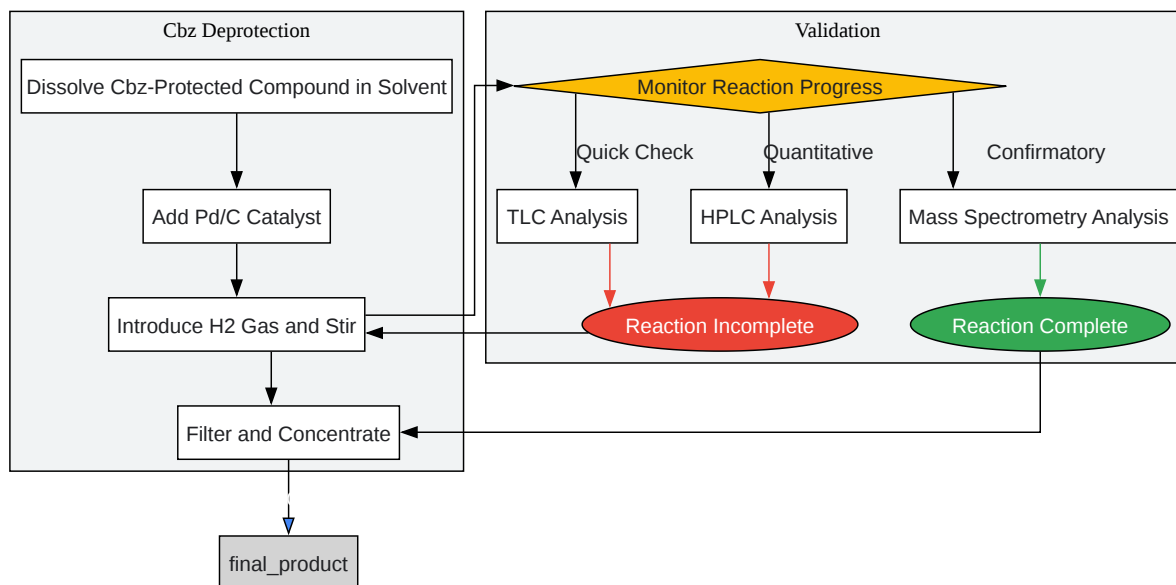 Cbz Deprotection
Dissolve Cbz-Protected Compound in Solvent
Add Pd/C Catalyst
Introduce H2 Gas and Stir
Filter and Concentrate
final_product
Validation
Monitor Reaction Progress
Quick Check
Quantitative
Confirmatory
TLC Analysis
HPLC Analysis
Mass Spectrometry Analysis
Reaction Incomplete
Reaction Complete